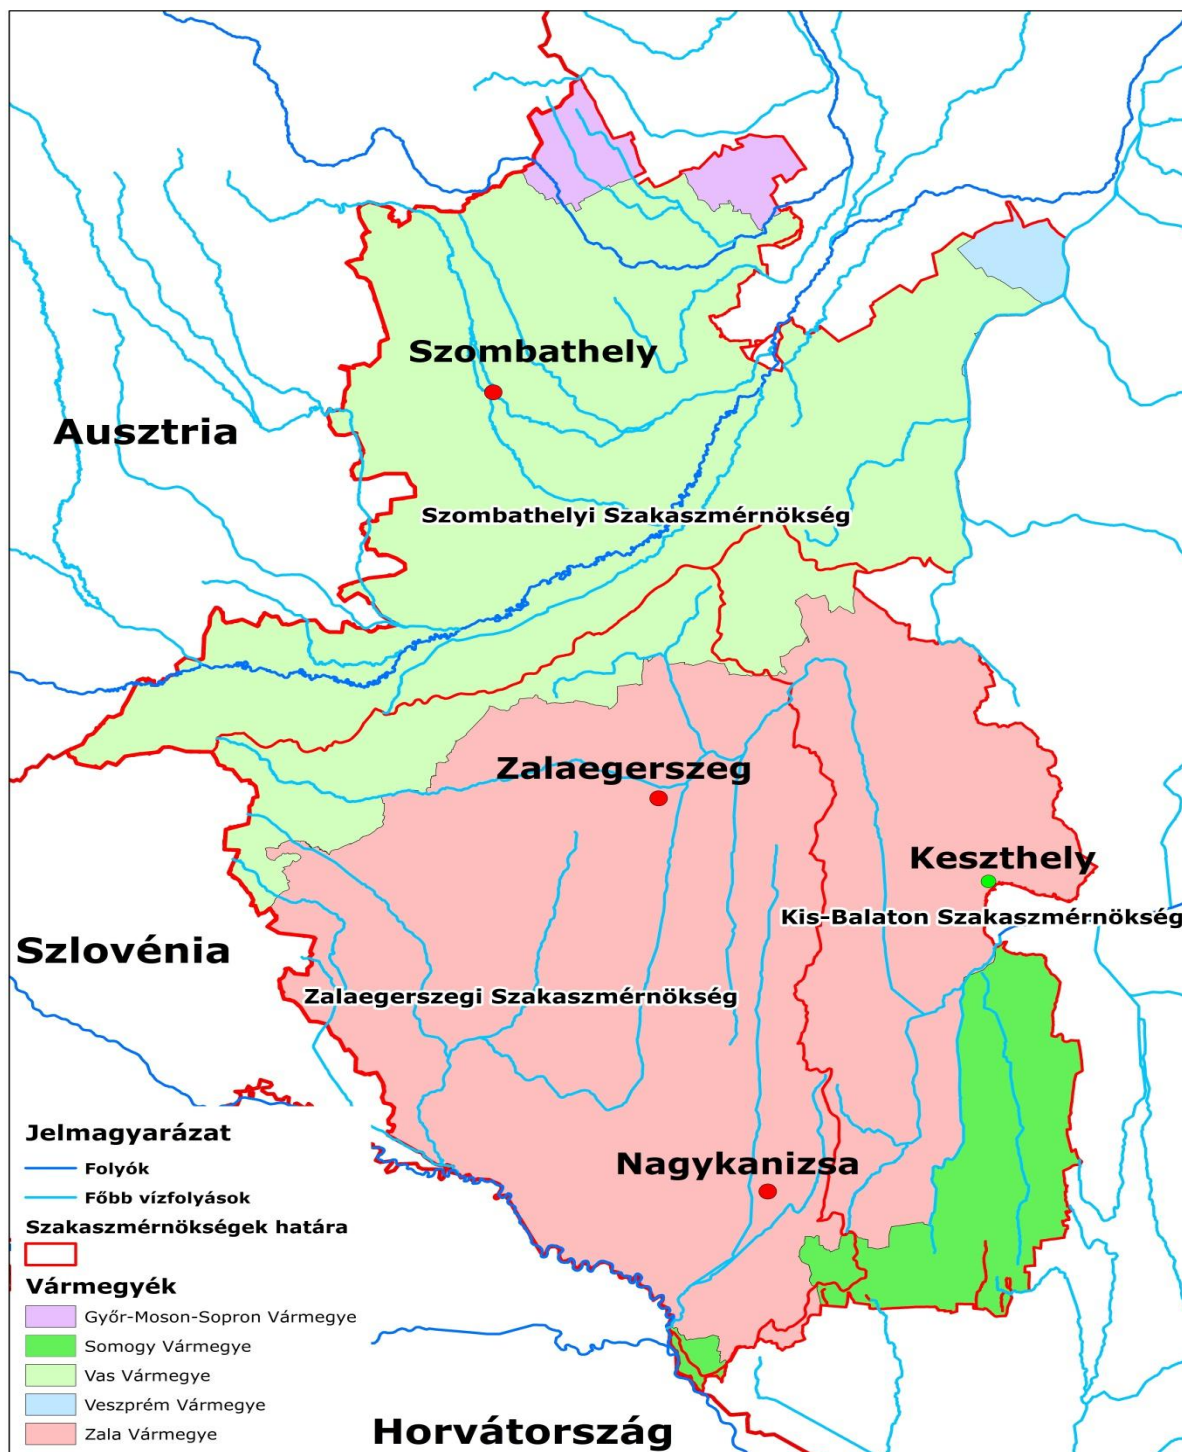 Szombathely
Ausztria
Szombathelyi Szakaszmérnökség
Zalaegerszeg
Keszthely
Kis-Balaton Szakaszmérnökség
Szlovénia
Zalaegerszegi Szakaszmérnökség
Nagykanizsa
Jelmagyarázat
Folyók
Főbb vízfolyások
Szakaszmérnökségek határa
Vármegyék
Győr-Moson-Sopron Vármegye
Somogy Vármegye
Vas Vármegye
Veszprém Vármegye
Zala Vármegye
Horvátország